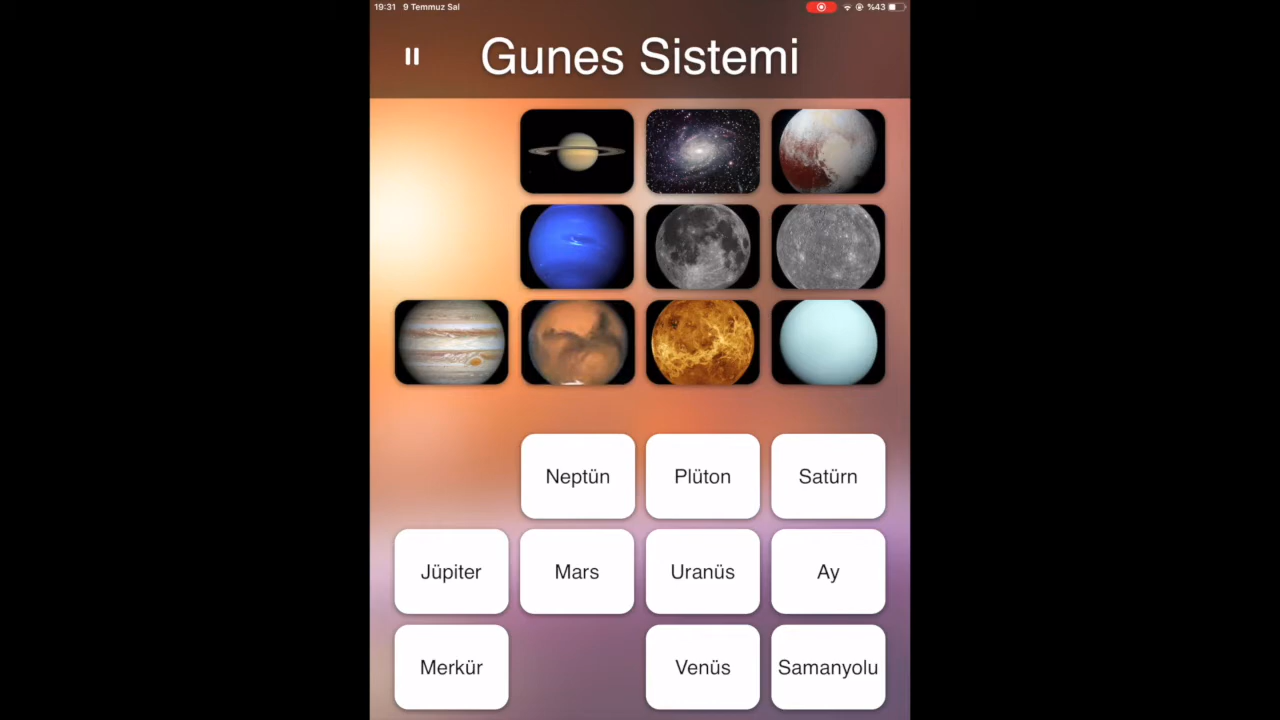 19:31 9 Temmuz Sal
%43
Gunes Sistemi
Neptün
Plüton
Satürn
Jüpiter
Mars
Uranüs
Ay
Merkür
Venüs
Samanyolu